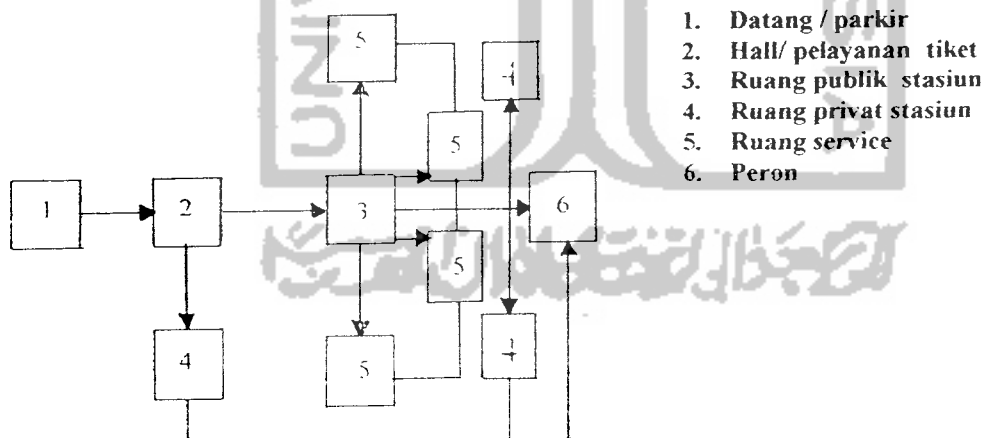 1. Datang / parkir
2. Hall/ pelayanan tiket
3. Ruang publik stasiun
4. Ruang privat stasiun
5. Ruang service
6. Peron
5
4
5
1
2
3
6
5
4
5
4